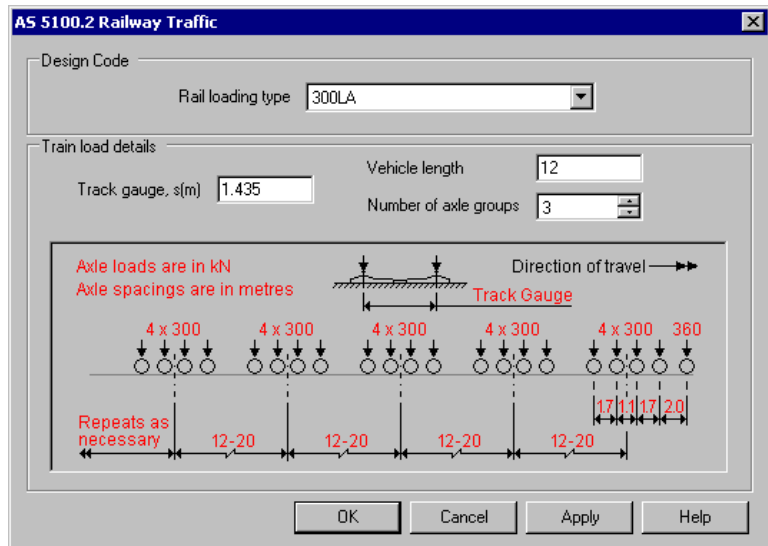 AS 5100.2 Railway Traffic
Design Code
Rail loading type 300LA
Train load details
Track gauge, s(m) 1.435
Vehicle length 12
Number of axle groups 3
Axle loads are in kN
Axle spacings are in metres
Direction of travel
Track Gauge
4 x 300 4 x 300 4 x 300 4 x 300 4 x 300 360
1.7 1.1 1.7 2.0
Repeats as
necessary
12-20 12-20 12-20 12-20
OK Cancel Apply Help